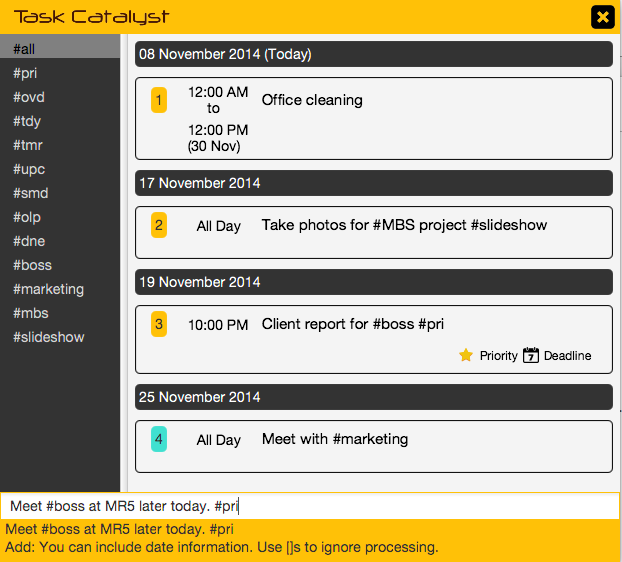 Task Catalyst
#all
#pri
#ovd
#tdy
#tmr
#upc
#smd
#olp
#dne
#boss
#marketing
#mbs
#slideshow
08 November 2014 (Today)
1
12:00 AM
to
12:00 PM
(30 Nov)
Office cleaning
17 November 2014
2
All Day
Take photos for #MBS project #slideshow
19 November 2014
3
10:00 PM
Client report for #boss #pri
Priority
7
Deadline
25 November 2014
4
All Day
Meet with #marketing
Meet #boss at MR5 later today. #pri
Meet #boss at MR5 later today. #pri
Add: You can include date information. Use []s to ignore processing.